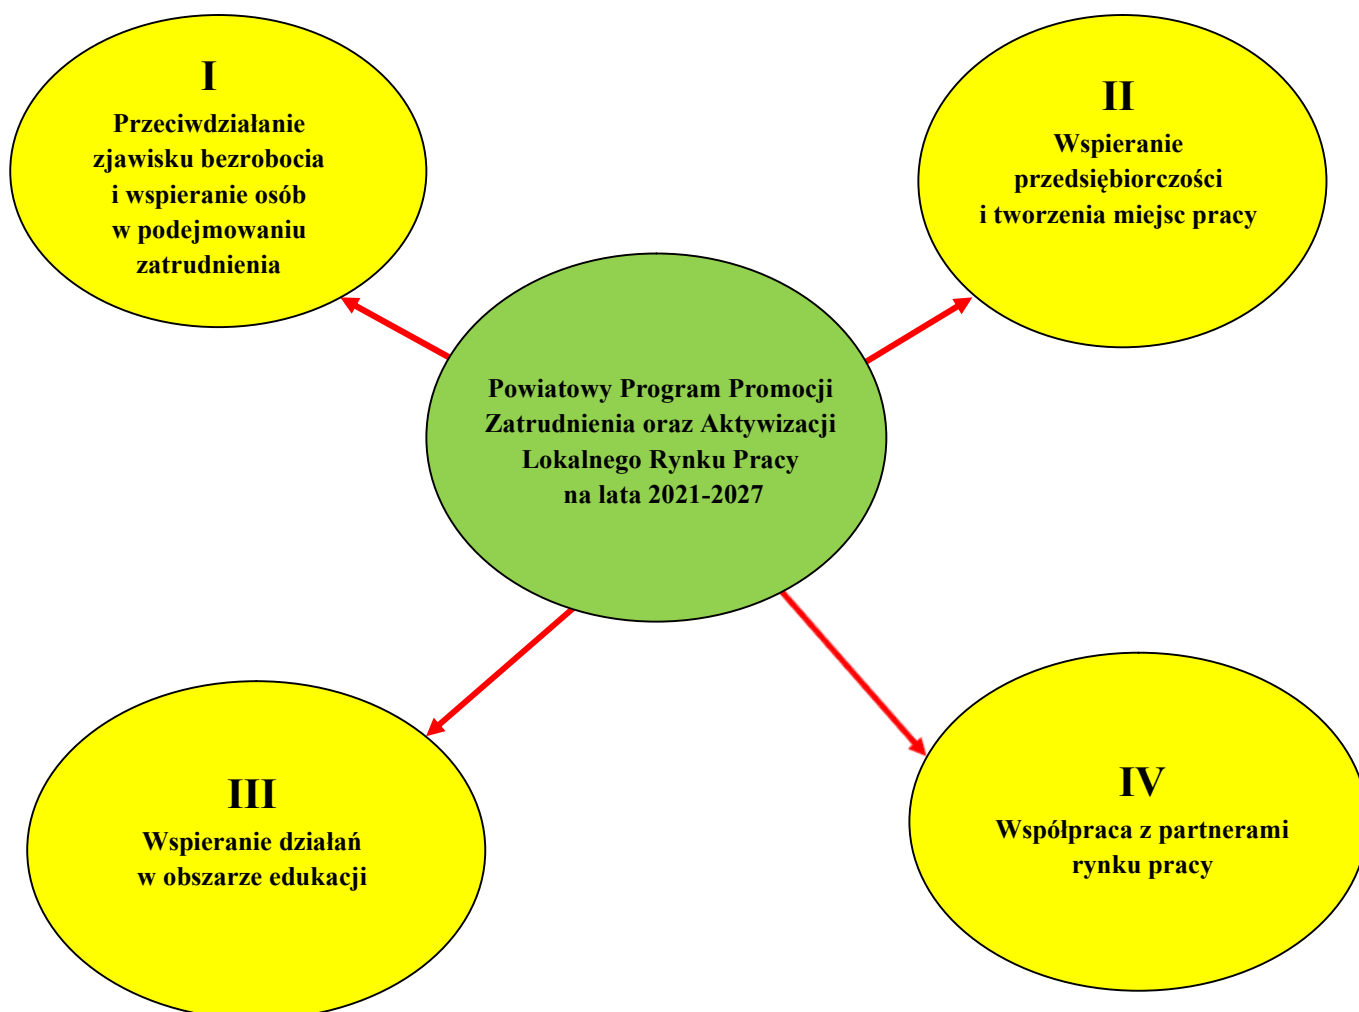 I
Przeciwdziałanie
zjawisku bezrobocia
i wspieranie osób
w podejmowaniu
zatrudnienia
II
Wspieranie
przedsiębiorczości
i tworzenia miejsc pracy
Powiatowy Program Promocji
Zatrudnienia oraz Aktywizacji
Lokalnego Rynku Pracy
na lata 2021-2027
III
Wspieranie działań
w obszarze edukacji
IV
Współpraca z partnerami
rynku pracy